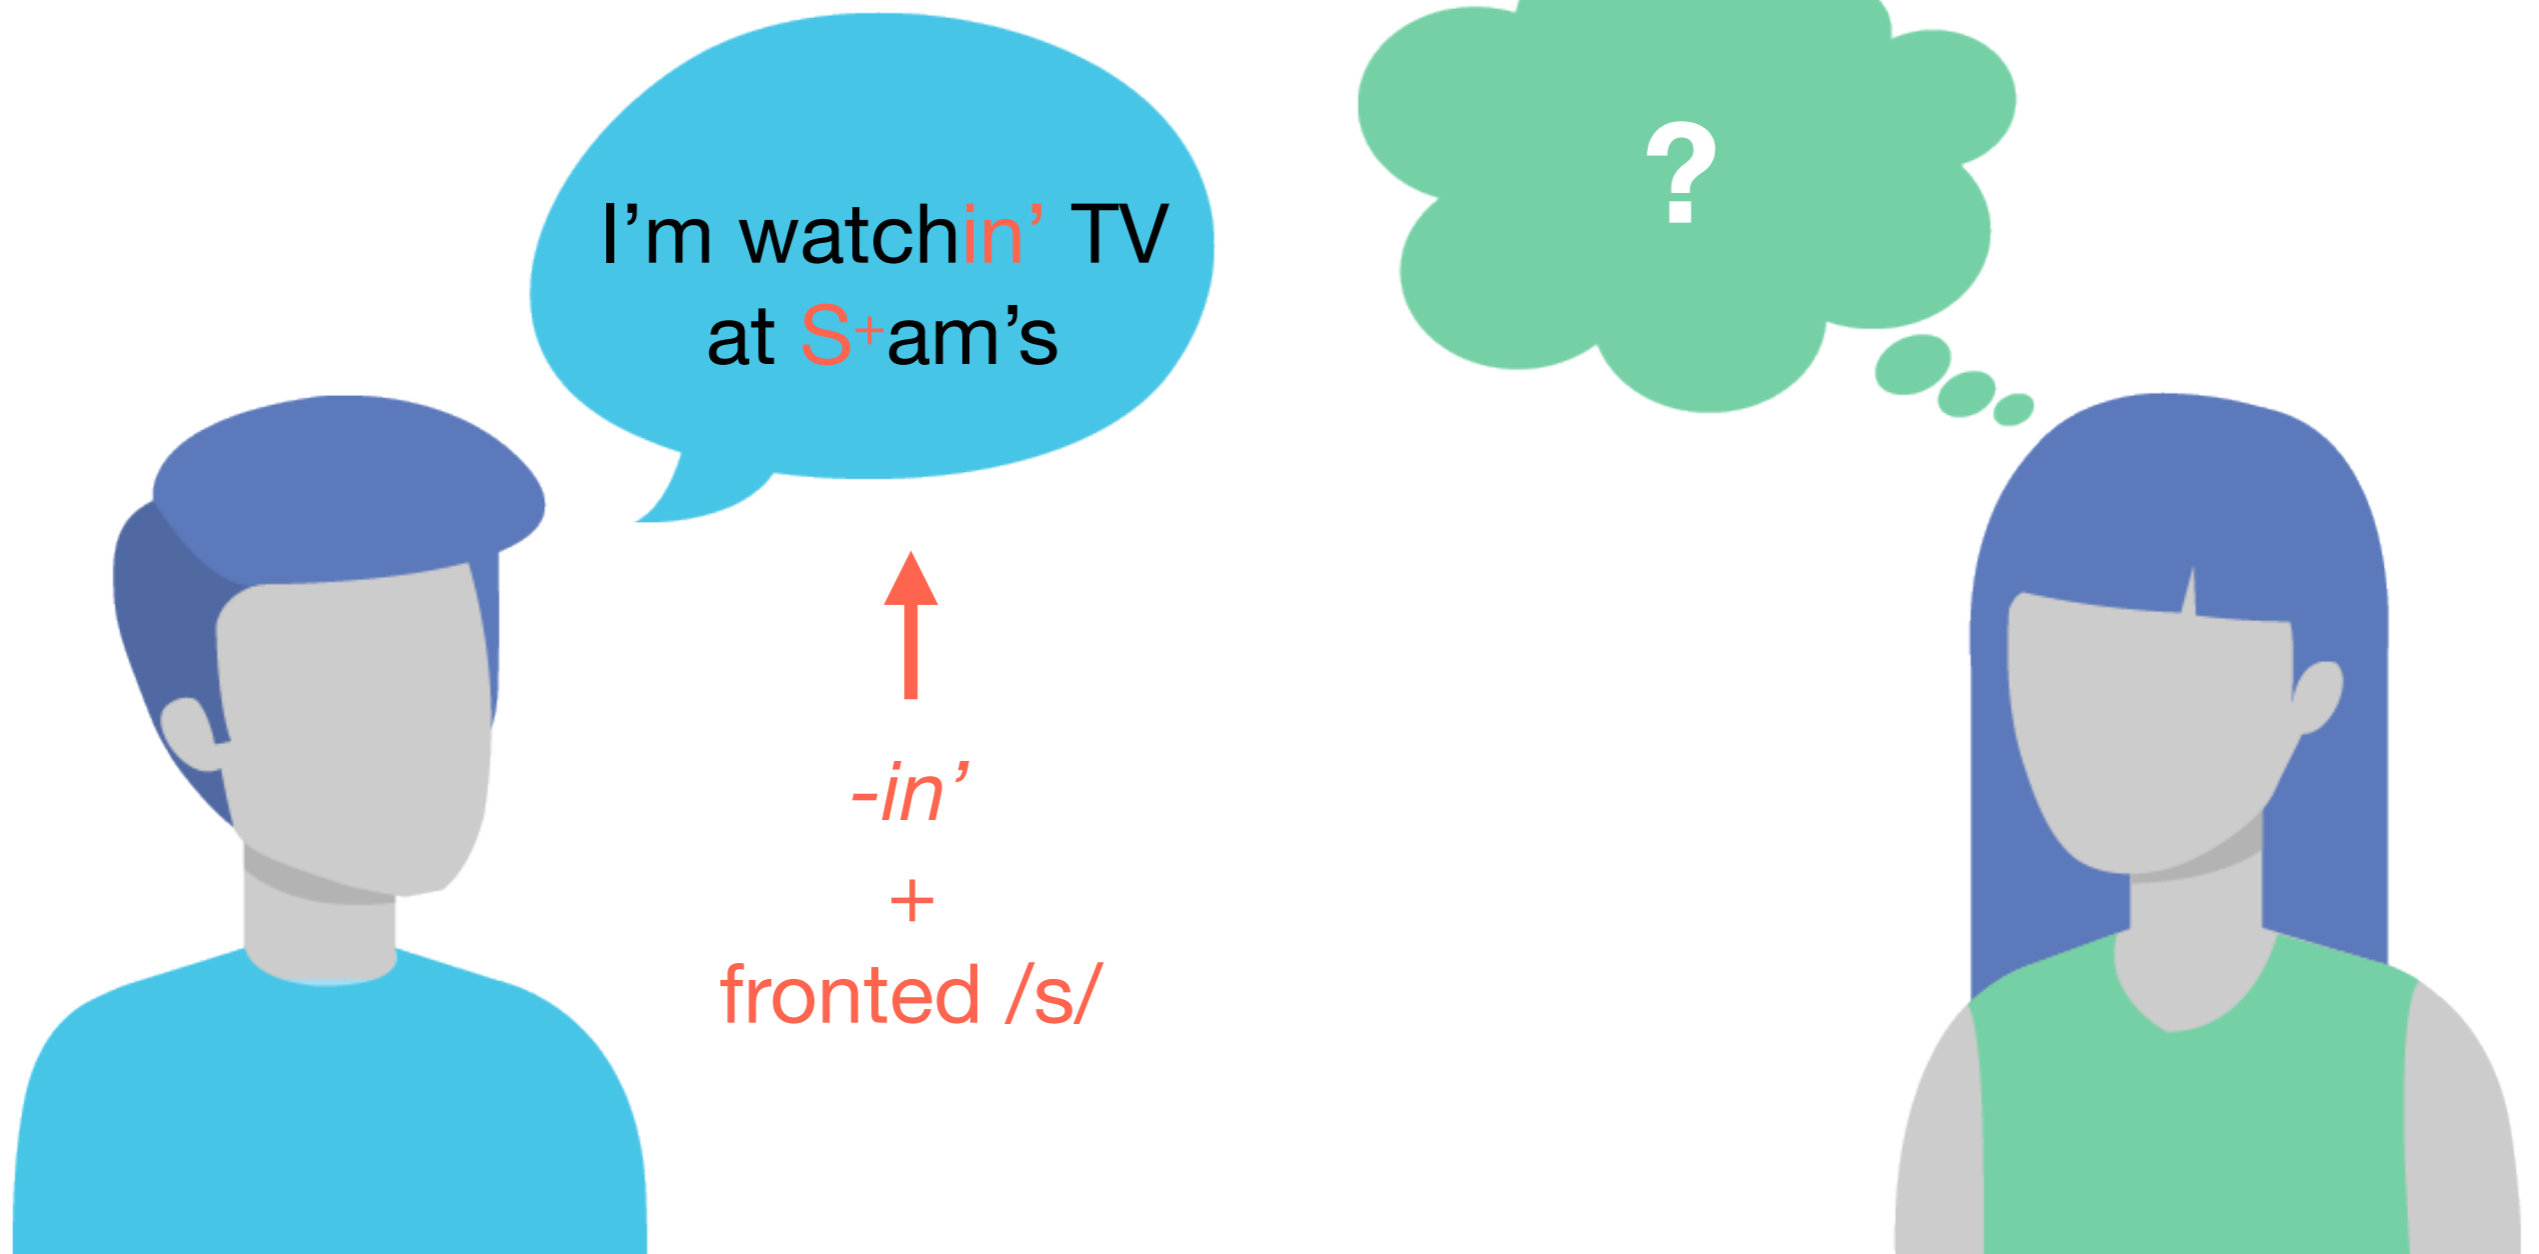 I’m watchin’ TV
at S⁺am’s
?
-in’
+
fronted /s/